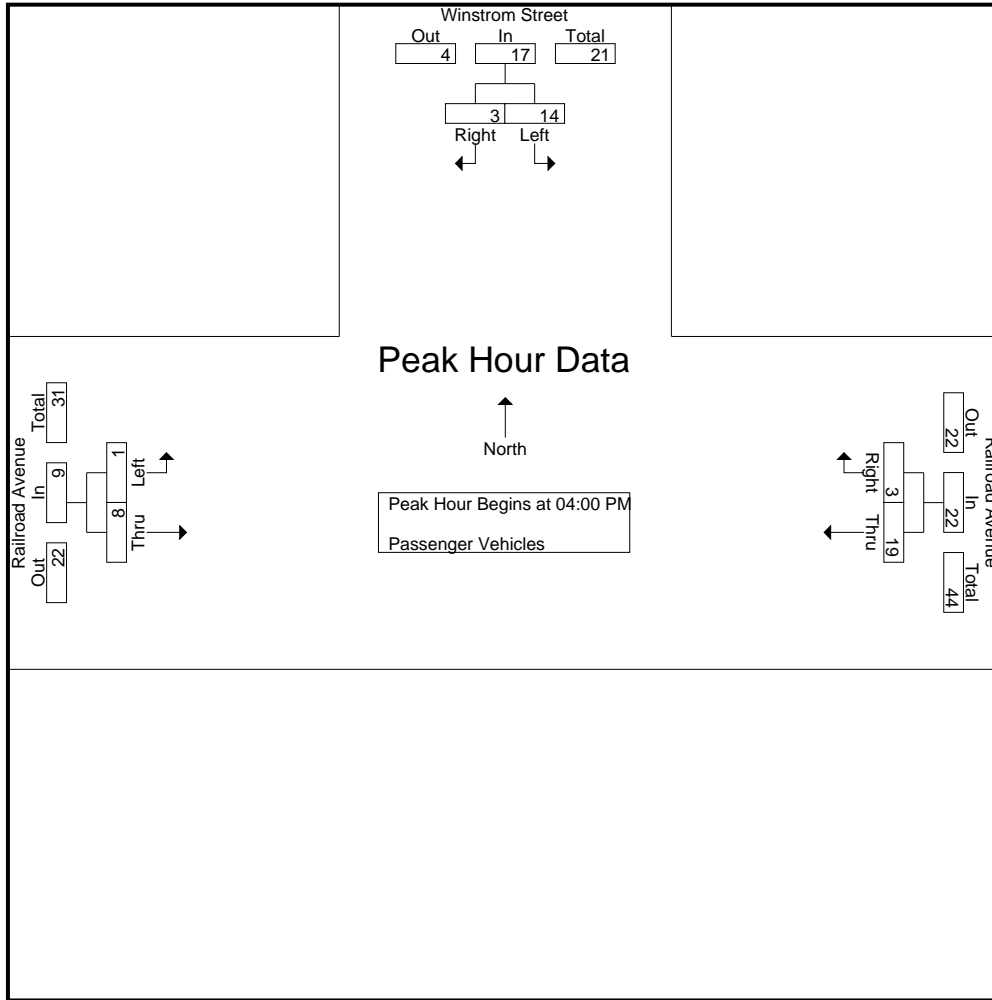 Winstrom Street
Out In Total
4 17 21
3 14
Right Left
Peak Hour Data
North
Peak Hour Begins at 04:00 PM
Passenger Vehicles
Railroad Avenue
Out In Total
22 9 31
8 1
Thru Left
Railroad Avenue
Out In Total
22 22 44
3 19
Right Thru